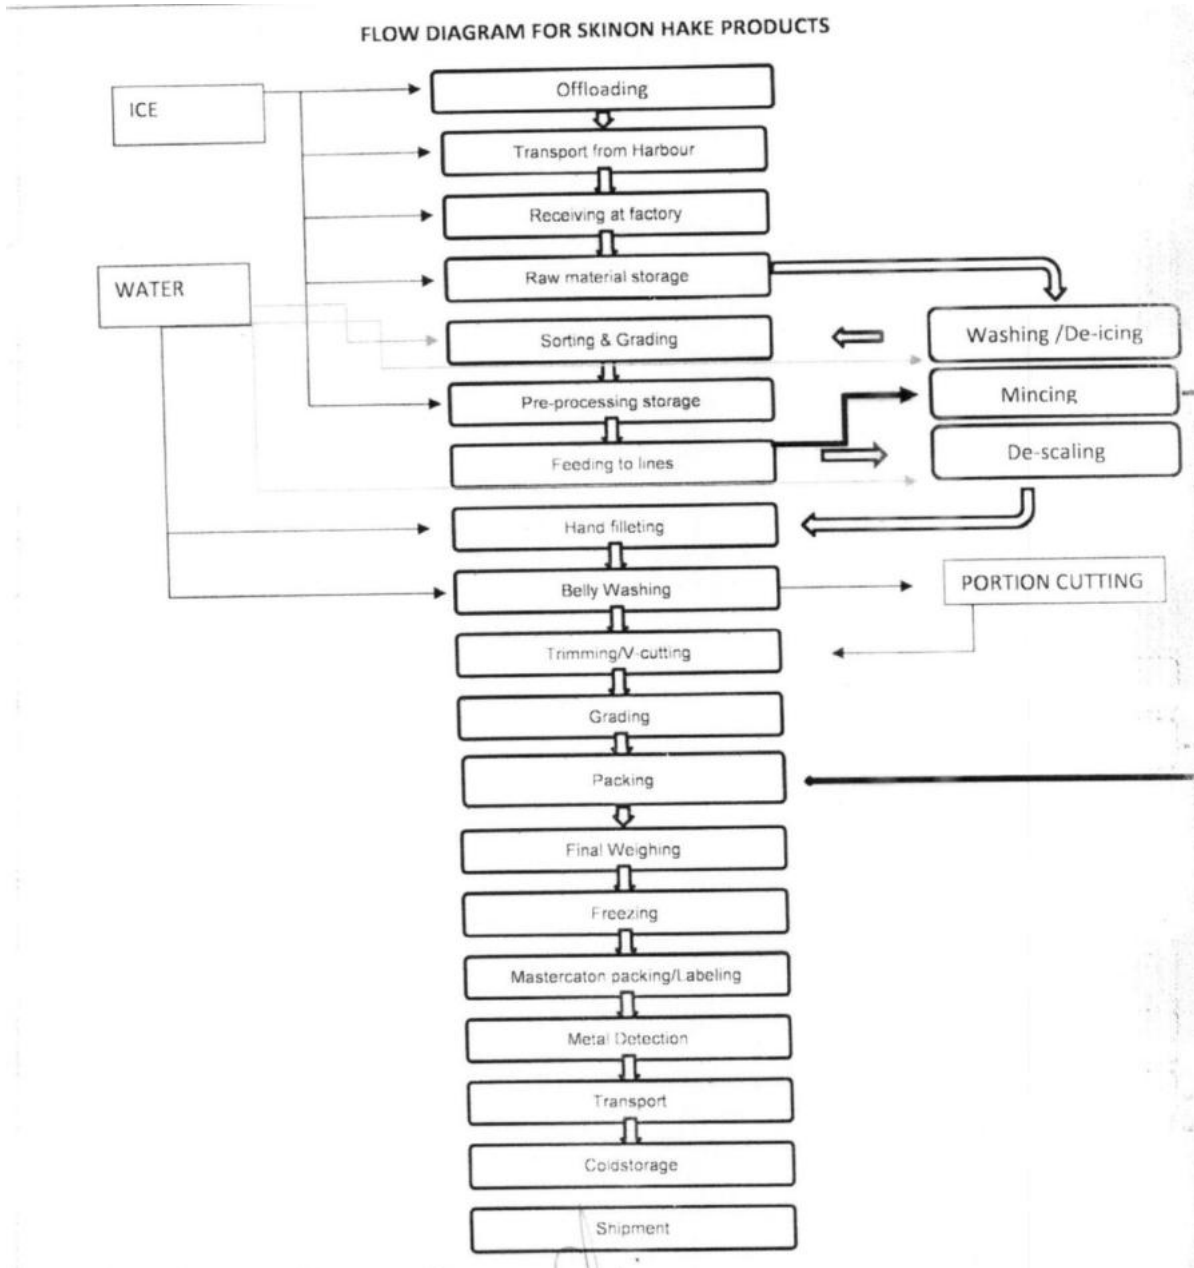 FLOW DIAGRAM FOR SKINON HAKE PRODUCTS
Offloading
ICE
Transport from Harbour
Receiving at factory
Raw material storage
WATER
Sorting & Grading
Washing /De-icing
Pre-processing storage
Mincing
Feeding to lines
De-scaling
Hand filleting
Belly Washing
PORTION CUTTING
Trimming/V-cutting
Grading
Packing
Final Weighing
Freezing
Mastercaton packing/Labeling
Metal Detection
Transport
Coldstorage
Shipment